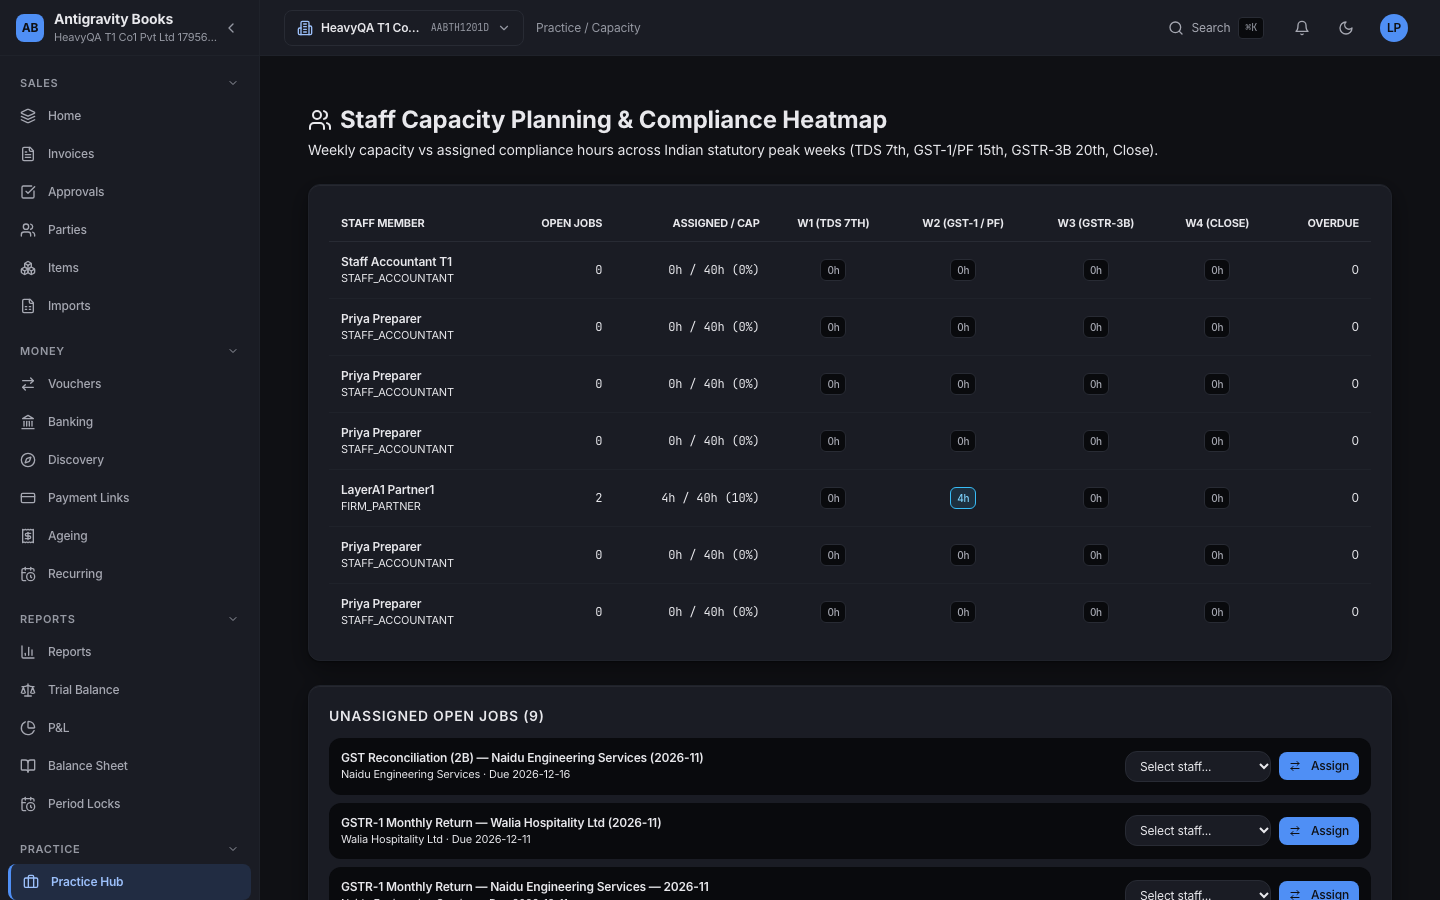 AB
Antigravity Books
HeavyQA T1 Co1 Pvt Ltd 17956...
HeavyQA T1 Co... AABTH1201D
Practice / Capacity
Search ⌘K
LP
SALES
Home
Invoices
Approvals
Parties
Items
Imports
MONEY
Vouchers
Banking
Discovery
Payment Links
Ageing
Recurring
REPORTS
Reports
Trial Balance
P&L
Balance Sheet
Period Locks
PRACTICE
Practice Hub
Staff Capacity Planning & Compliance Heatmap
Weekly capacity vs assigned compliance hours across Indian statutory peak weeks (TDS 7th, GST-1/PF 15th, GSTR-3B 20th, Close).
STAFF MEMBER OPEN JOBS ASSIGNED / CAP W1 (TDS 7TH) W2 (GST-1 / PF) W3 (GSTR-3B) W4 (CLOSE) OVERDUE
Staff Accountant T1
STAFF_ACCOUNTANT
0 0h / 40h (0%) 0h 0h 0h 0h 0
Priya Preparer
STAFF_ACCOUNTANT
0 0h / 40h (0%) 0h 0h 0h 0h 0
Priya Preparer
STAFF_ACCOUNTANT
0 0h / 40h (0%) 0h 0h 0h 0h 0
Priya Preparer
STAFF_ACCOUNTANT
0 0h / 40h (0%) 0h 0h 0h 0h 0
LayerA1 Partner1
FIRM_PARTNER
2 4h / 40h (10%) 0h 4h 0h 0h 0
Priya Preparer
STAFF_ACCOUNTANT
0 0h / 40h (0%) 0h 0h 0h 0h 0
Priya Preparer
STAFF_ACCOUNTANT
0 0h / 40h (0%) 0h 0h 0h 0h 0
UNASSIGNED OPEN JOBS (9)
GST Reconciliation (2B) — Naidu Engineering Services (2026-11)
Naidu Engineering Services · Due 2026-12-16
Select staff... Assign
GSTR-1 Monthly Return — Walia Hospitality Ltd (2026-11)
Walia Hospitality Ltd · Due 2026-12-11
Select staff... Assign
GSTR-1 Monthly Return — Naidu Engineering Services — 2026-11
Select staff... Assign